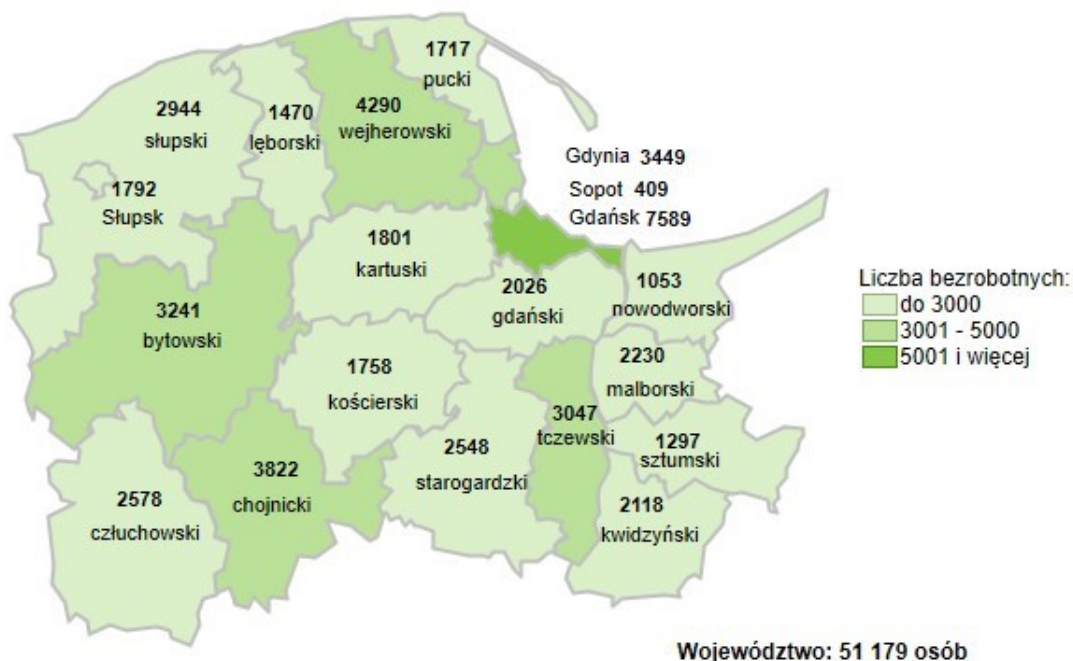 1717
pucki
2944
słupski
1470
lęborski
4290
wejherowski
Gdynia 3449
Sopot 409
Gdańsk 7589
1792
Słupsk
1801
kartuski
2026
gdański
1053
nowodworski
Liczba bezrobotnych:
do 3000
3001 - 5000
5001 i więcej
3241
bytowski
1758
kościerski
2230
malborski
3047
tczewski
2548
starogardzki
1297
sztumski
3822
chojnicki
2578
człuchowski
2118
kwidzyński
Województwo: 51 179 osób